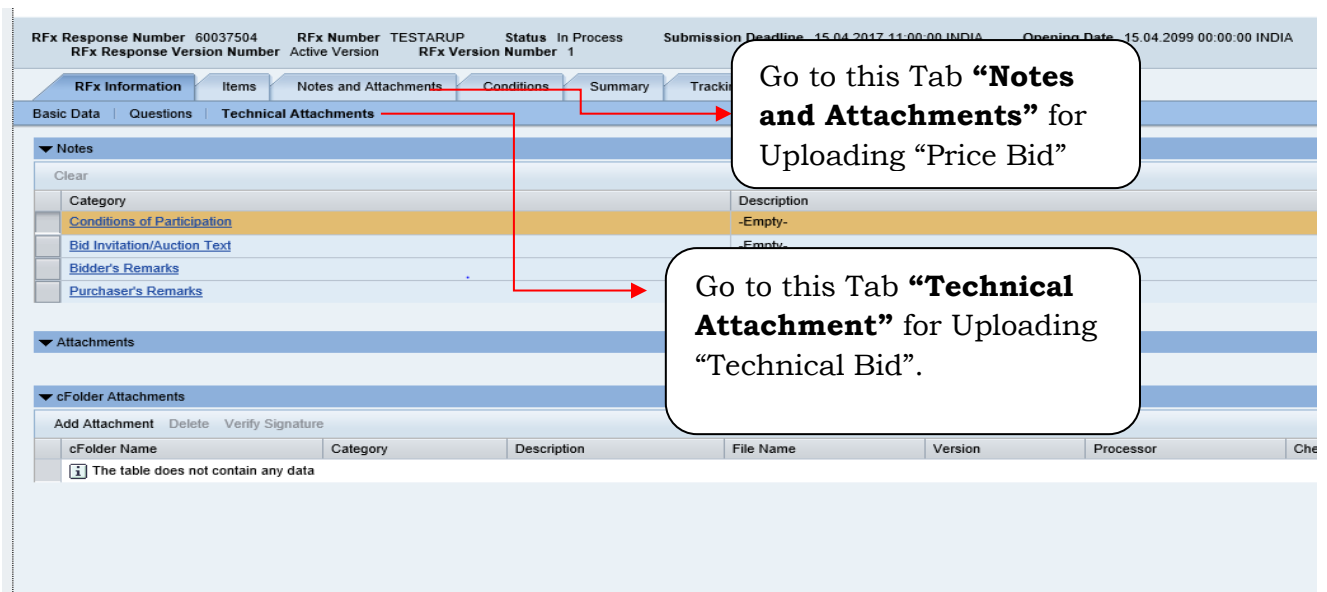 RFx Response Number 60037504 RFx Number TESTARUP Status In Process Submission Deadline 15.04.2017 11:00:00 INDIA Opening Date 15.04.2099 00:00:00 INDIA
RFx Response Version Number Active Version RFx Version Number 1
RFx Information Items Notes and Attachments Conditions Summary
Basic Data | Questions | Technical Attachments
Go to this Tab “Notes
and Attachments” for
Uploading “Price Bid”
Notes
Clear
Category Description
Conditions of Participation -Empty-
Bid Invitation/Auction Text -Empty-
Bidder's Remarks
Purchaser's Remarks
Go to this Tab “Technical
Attachment” for Uploading
“Technical Bid”.
Attachments
cFolder Attachments
Add Attachment Delete Verify Signature
cFolder Name Category Description File Name Version Processor Che
The table does not contain any data